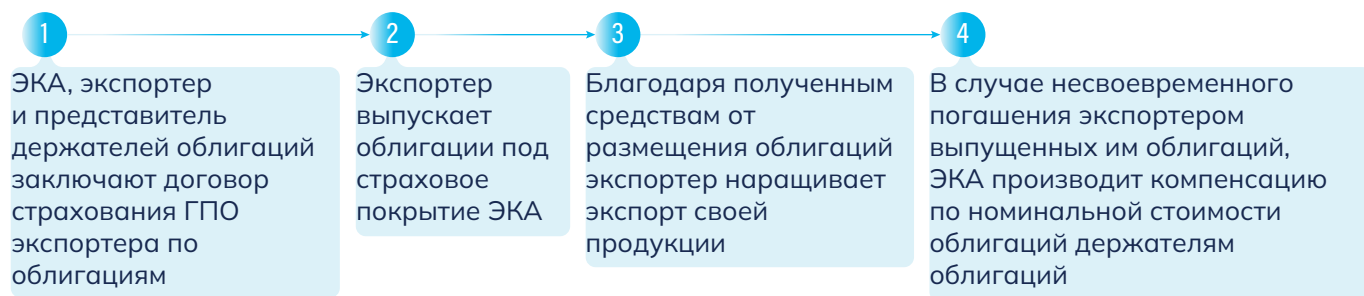 1
ЭКА, экспортер
и представитель
держателей облигаций
заключают договор
страхования ГПО
экспортера по
облигациям
2
Экспортер
выпускает
облигации под
страховое
покрытие ЭКА
3
Благодаря полученным
средствам от
размещения облигаций
экспортер наращивает
экспорт своей
продукции
4
В случае несвоевременного
погашения экспортером
выпущенных им облигаций,
ЭКА производит компенсацию
по номинальной стоимости
облигаций держателям
облигаций